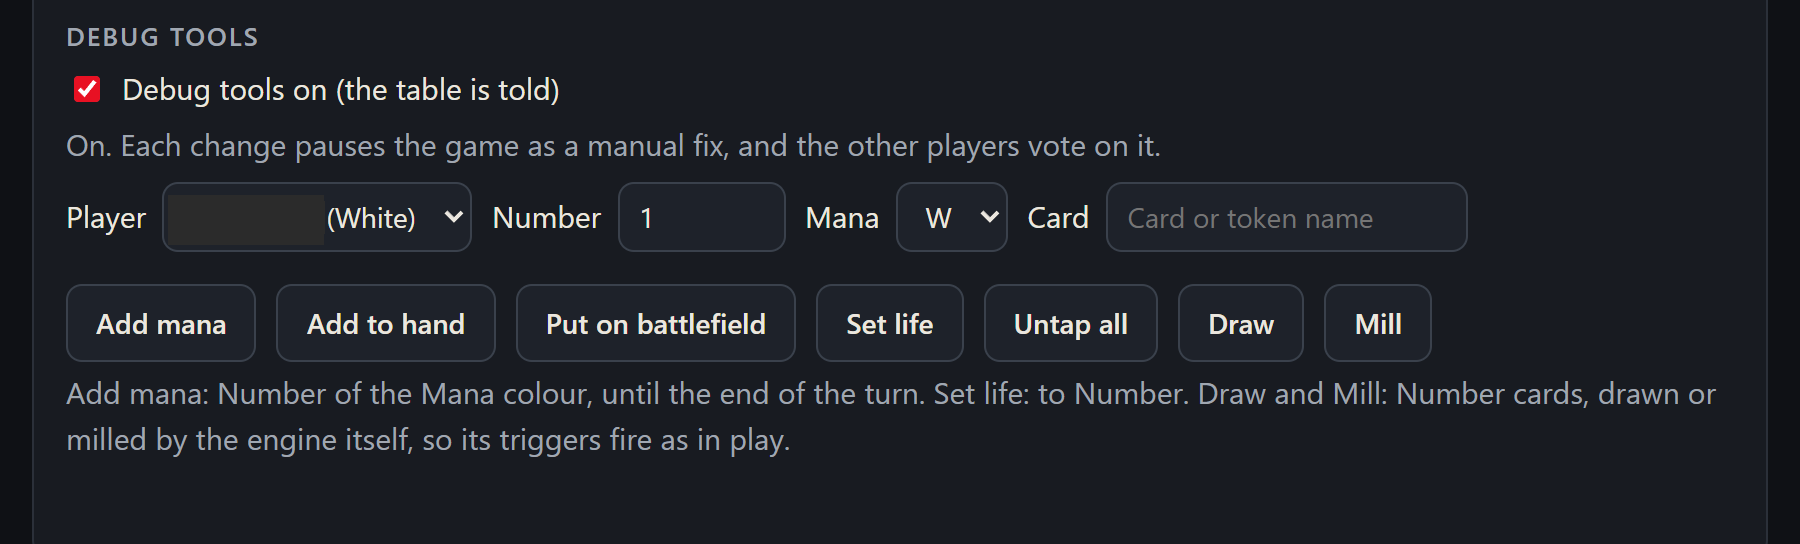 DEBUG TOOLS
Debug tools on (the table is told)
On. Each change pauses the game as a manual fix, and the other players vote on it.
Player (White) Number 1 Mana W Card Card or token name
Add mana Add to hand Put on battlefield Set life Untap all Draw Mill
Add mana: Number of the Mana colour, until the end of the turn. Set life: to Number. Draw and Mill: Number cards, drawn or
milled by the engine itself, so its triggers fire as in play.